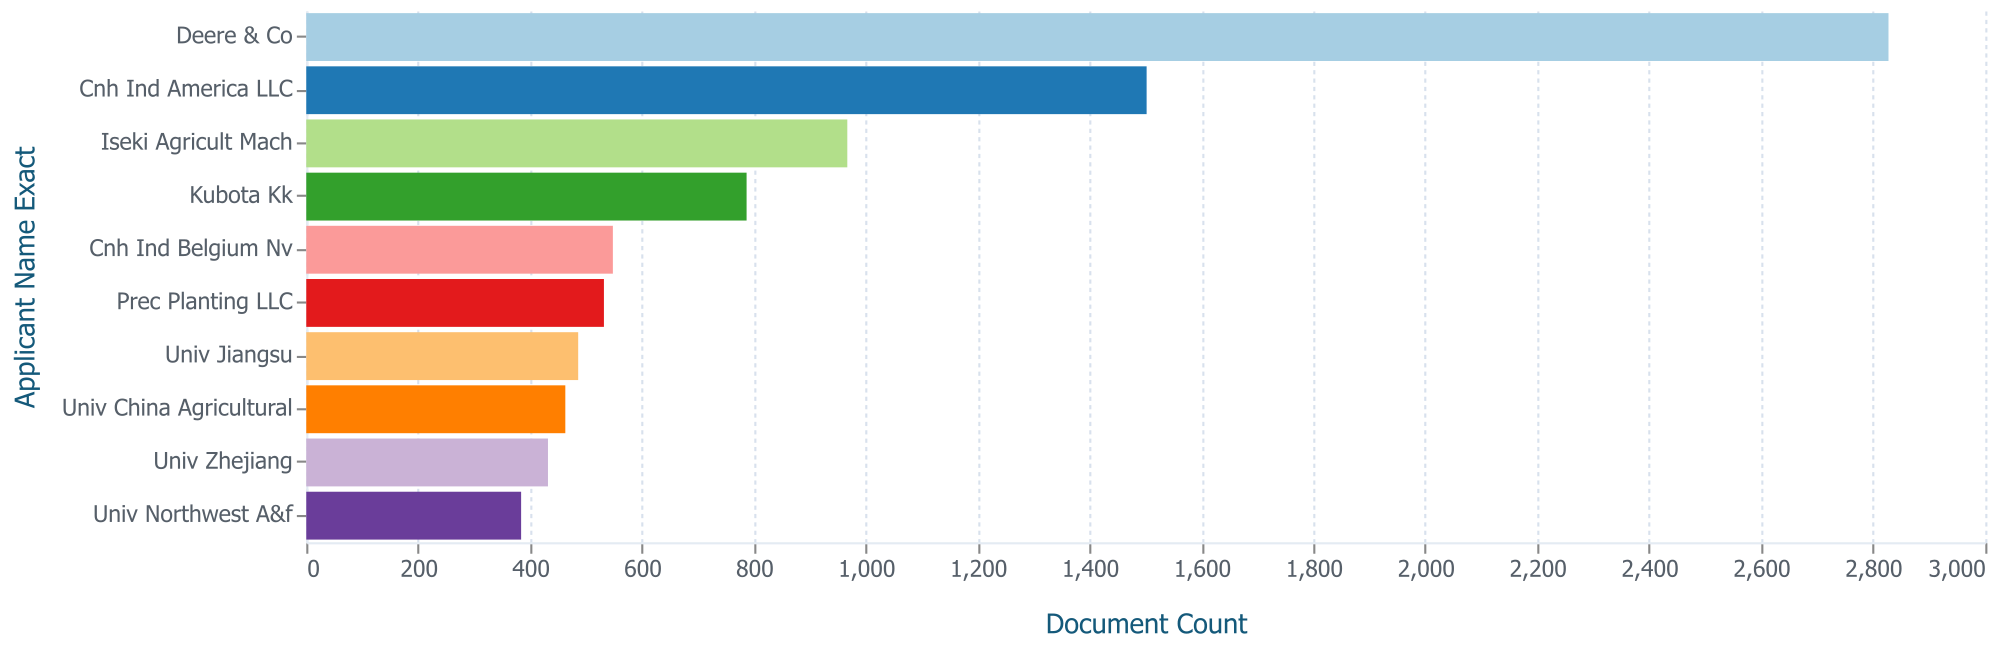 Applicant Name Exact
Deere & Co
Cnh Ind America LLC
Iseki Agricult Mach
Kubota Kk
Cnh Ind Belgium Nv
Prec Planting LLC
Univ Jiangsu
Univ China Agricultural
Univ Zhejiang
Univ Northwest A&f
0 200 400 600 800 1,000 1,200 1,400 1,600 1,800 2,000 2,200 2,400 2,600 2,800 3,000
Document Count